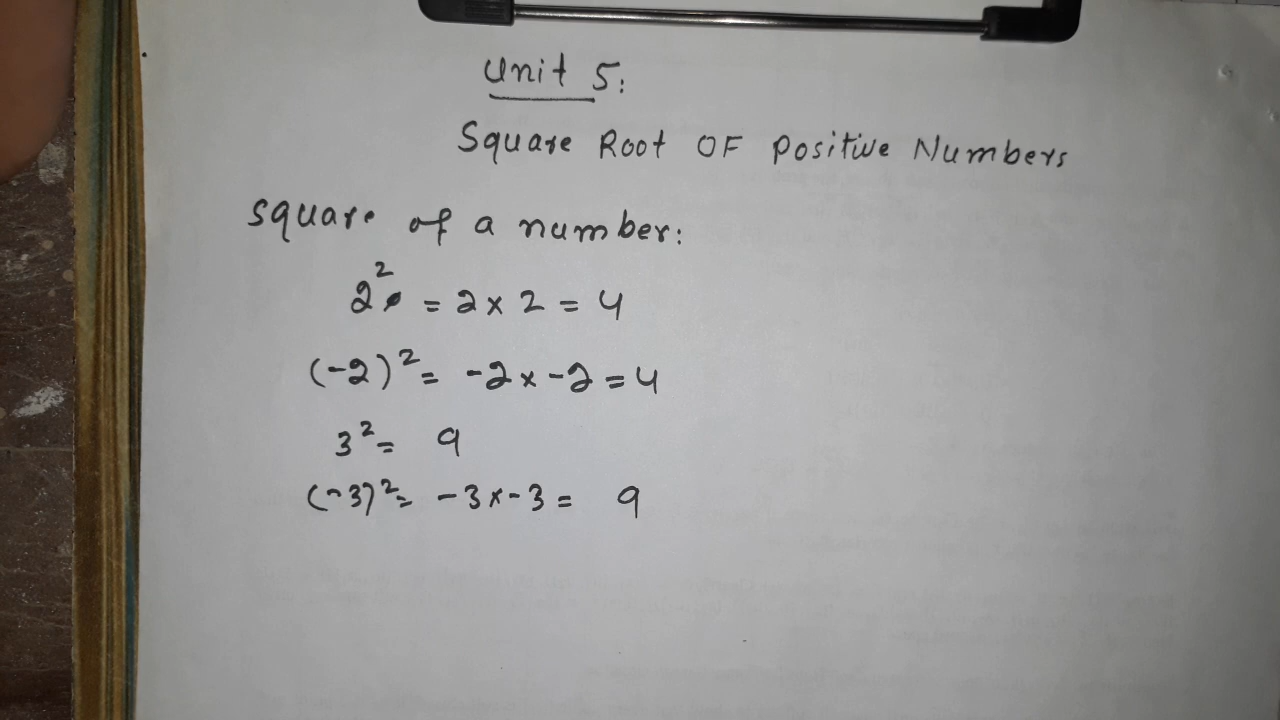 Unit 5:
Square Root OF Positive Numbers
square of a number:
2² = 2 x 2 = 4
(-2)² = -2 x -2 = 4
3² = 9
(-3)² = -3 x -3 = 9